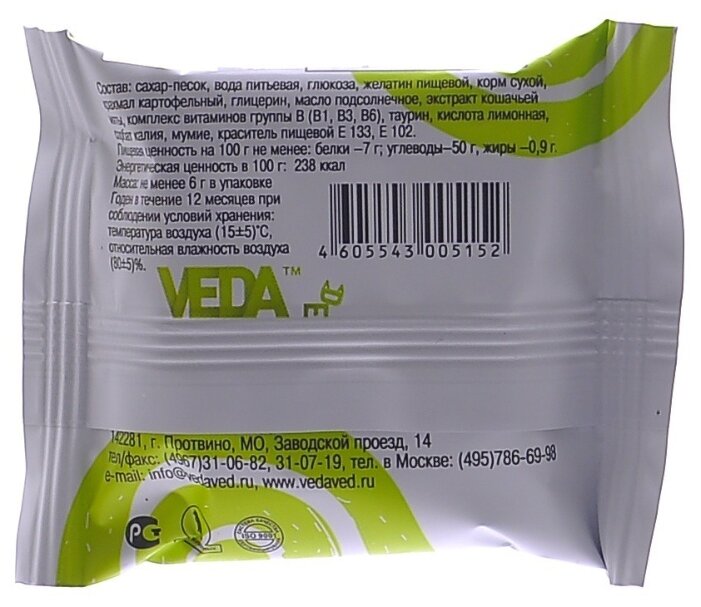 Состав: сахар-песок, вода питьевая, глюкоза, желатин пищевой, корм сухой,
крахмал картофельный, глицерин, масло подсолнечное, экстракт кошачьей
мяты, комплекс витаминов группы В (В1, В3, В6), таурин, кислота лимонная,
калия, мумие, краситель пищевой Е 133, Е 102.
Пищевая ценность на 100 г не менее: белки –7 г; углеводы–50 г, жиры –0,9 г.
Энергетическая ценность в 100 г: 238 ккал
Масса: не менее 6 г в упаковке
Годен в течение 12 месяцев при
соблюдении условий хранения:
температура воздуха (15±5)°С,
относительная влажность воздуха
(80±5)%.
4 605543 005152
VEDA™
142281, г. Протвино, МО, Заводской проезд, 14
тел/факс: (4967)31-06-82, 31-07-19, тел. в Москве: (495)786-69-98
e-mail: info@vedaved.ru, www.vedaved.ru
PG
ISO 9001